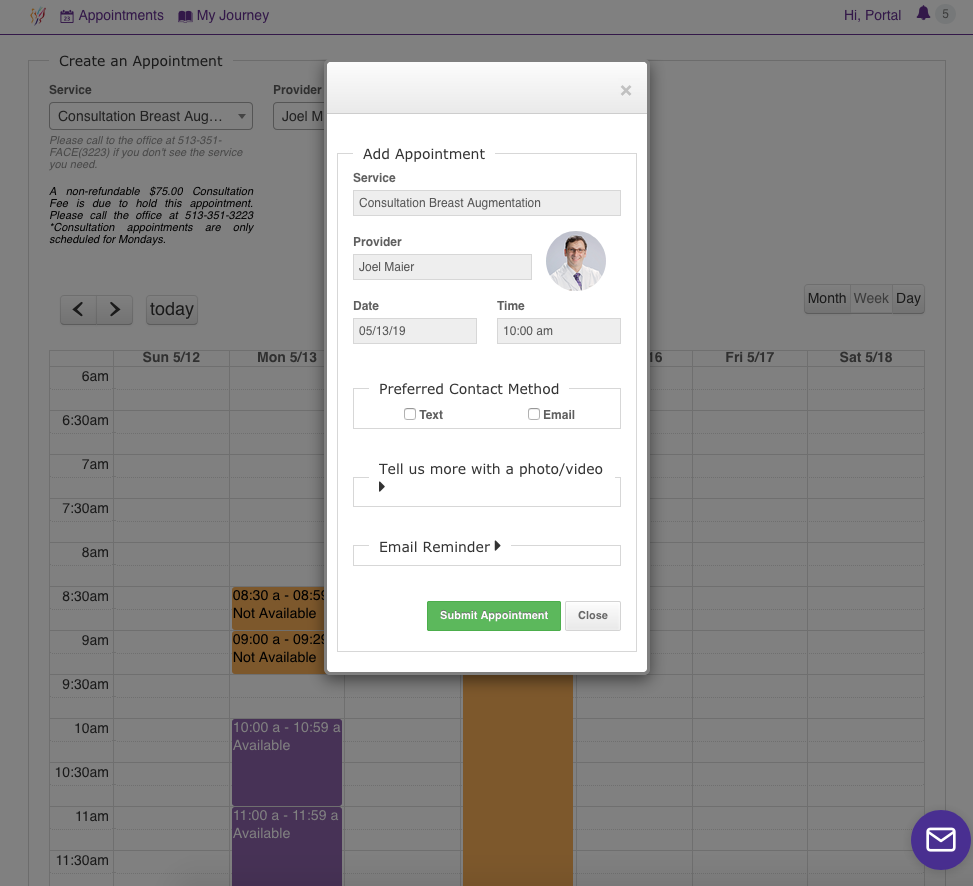 Appointments
My Journey
Hi, Portal
5
Create an Appointment
Service
Provider
Consultation Breast Aug...
Joel M
Please call to the office at 513-351-
FACE(3223) if you don't see the service
you need.
A non-refundable $75.00 Consultation
Fee is due to hold this appointment.
Please call the office at 513-351-3223
*Consultation appointments are only
scheduled for Mondays.
×
Add Appointment
Service
Consultation Breast Augmentation
Provider
Joel Maier
Date
Time
05/13/19
10:00 am
Preferred Contact Method
Text
Email
Tell us more with a photo/video
Email Reminder
Submit Appointment
Close
today
Month
Week
Day
Sun 5/12
Mon 5/13
16
Fri 5/17
Sat 5/18
6am
6:30am
7am
7:30am
8am
8:30am
9am
9:30am
10am
10:30am
11am
11:30am
08:30 a - 08:59
Not Available
09:00 a - 09:29
Not Available
10:00 a - 10:59 a
Available
11:00 a - 11:59 a
Available